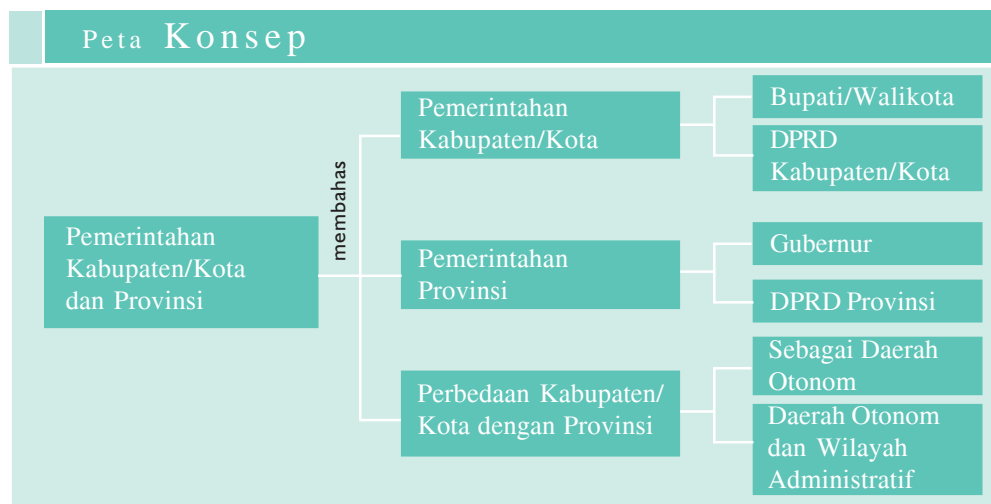 Peta Konsep
Pemerintahan
Kabupaten/Kota
dan Provinsi
membahas
Pemerintahan
Kabupaten/Kota
Bupati/Walikota
DPRD
Kabupaten/Kota
Pemerintahan
Provinsi
Gubernur
DPRD Provinsi
Perbedaan Kabupaten/
Kota dengan Provinsi
Sebagai Daerah
Otonom
Daerah Otonom
dan Wilayah
Administratif